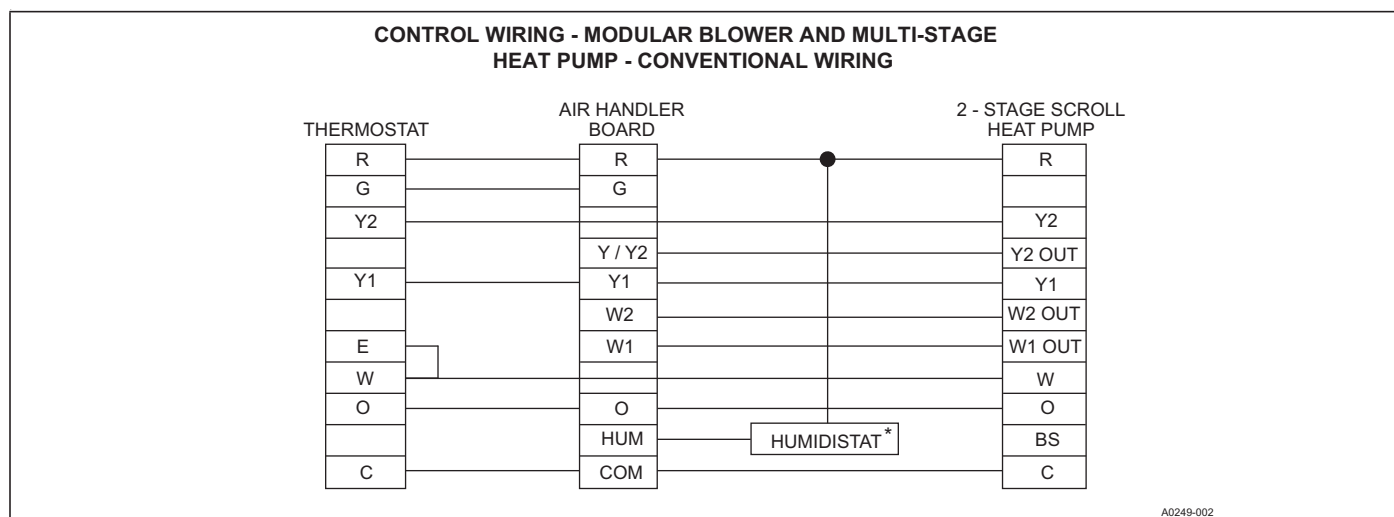 CONTROL WIRING - MODULAR BLOWER AND MULTI-STAGE
HEAT PUMP - CONVENTIONAL WIRING
THERMOSTAT
AIR HANDLER
BOARD
2 - STAGE SCROLL
HEAT PUMP
R
R
R
G
G
Y2
Y2
Y / Y2
Y2 OUT
Y1
Y1
Y1
W2
W2 OUT
E
W1
W1 OUT
W
W
O
O
O
HUM
HUMIDISTAT*
BS
C
COM
C
A0249-002